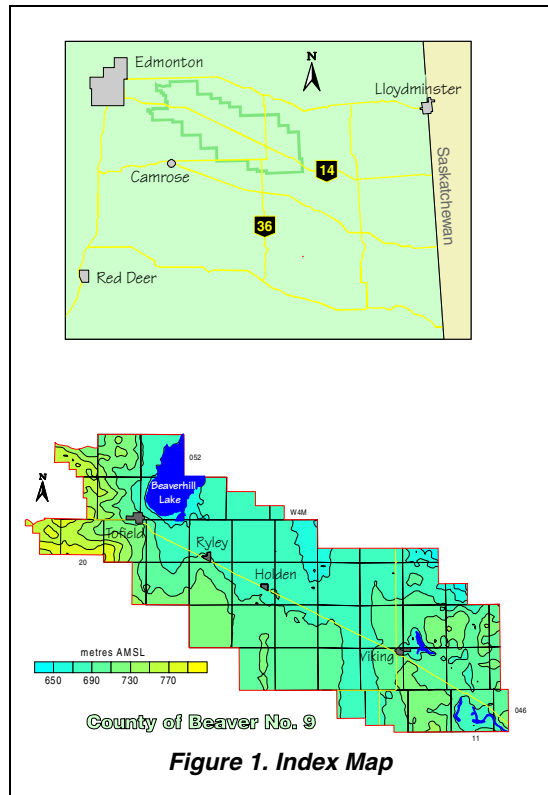 Edmonton
N
Lloydminster
Saskatchewan
Camrose
14
36
Red Deer
052
N
Beaverhill
Lake
W4M
Tofield
Ryley
20
Holden
metres AMSL
650 690 730 770
Viking
046
County of Beaver No. 9
11
Figure 1. Index Map